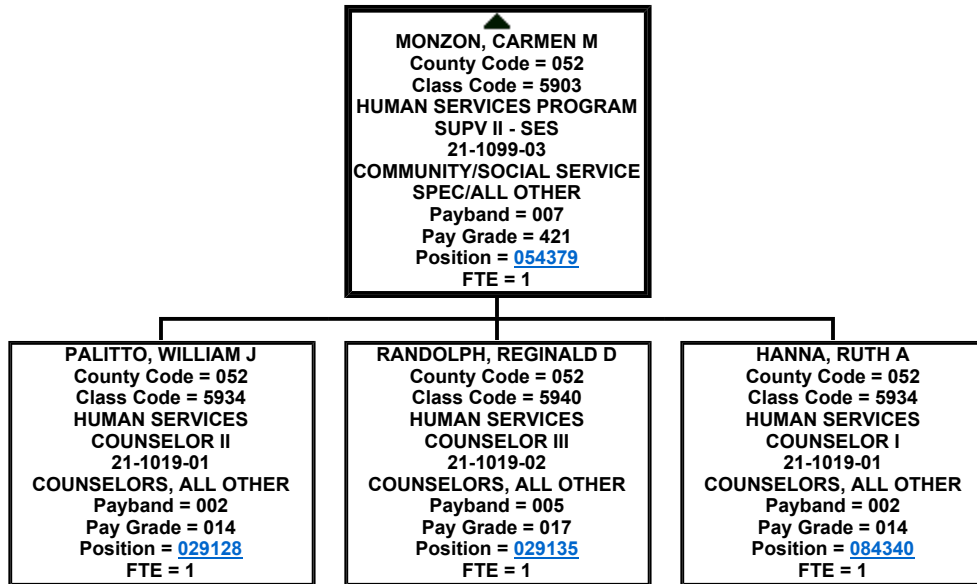 MONZON, CARMEN M
County Code = 052
Class Code = 5903
HUMAN SERVICES PROGRAM
SUPV II - SES
21-1099-03
COMMUNITY/SOCIAL SERVICE
SPEC/ALL OTHER
Payband = 007
Pay Grade = 421
Position = 054379
FTE = 1
PALITTO, WILLIAM J
County Code = 052
Class Code = 5934
HUMAN SERVICES
COUNSELOR II
21-1019-01
COUNSELORS, ALL OTHER
Payband = 002
Pay Grade = 014
Position = 029128
FTE = 1
RANDOLPH, REGINALD D
County Code = 052
Class Code = 5940
HUMAN SERVICES
COUNSELOR III
21-1019-02
COUNSELORS, ALL OTHER
Payband = 005
Pay Grade = 017
Position = 029135
FTE = 1
HANNA, RUTH A
County Code = 052
Class Code = 5934
HUMAN SERVICES
COUNSELOR I
21-1019-01
COUNSELORS, ALL OTHER
Payband = 002
Pay Grade = 014
Position = 084340
FTE = 1